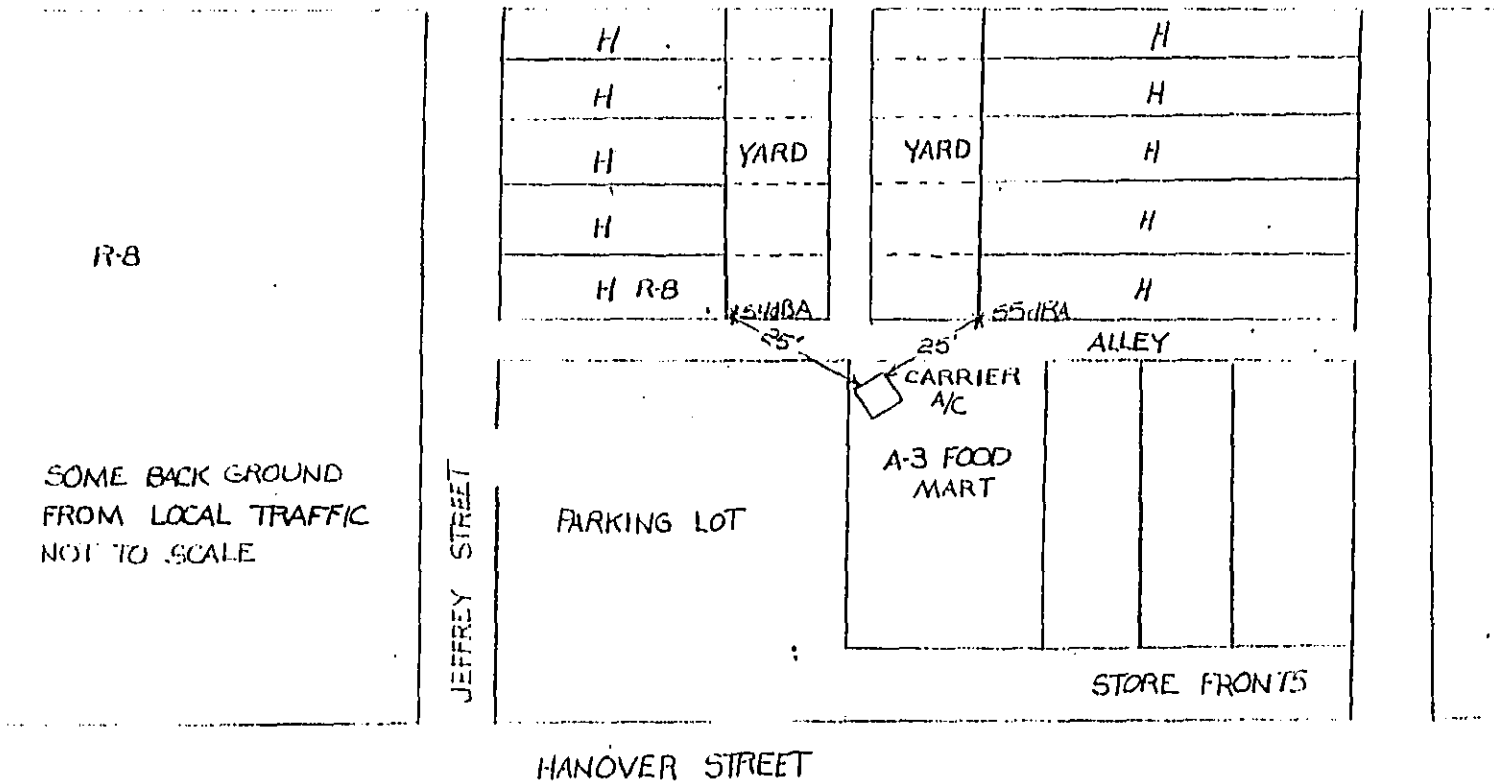 H
H
H
H
YARD
YARD
H
H
R-8
H
H
H R-8
H
55dBA
25'
25'
ALLEY
CARRIER
A/C
A-3 FOOD
MART
SOME BACK GROUND
FROM LOCAL TRAFFIC
NOT TO SCALE
JEFFREY STREET
PARKING LOT
STORE FRONTS
HANOVER STREET